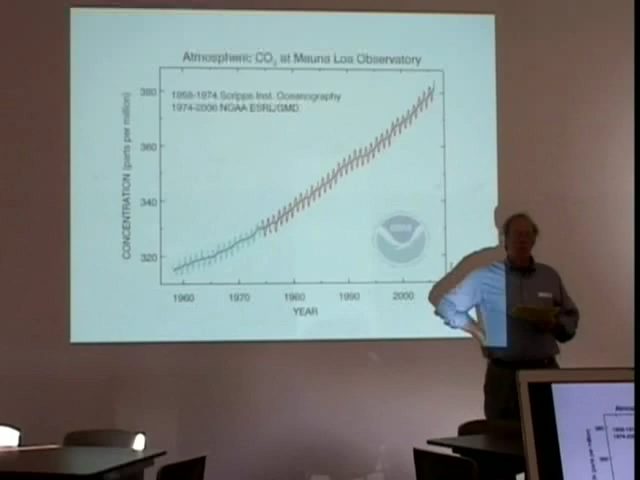 Atmospheric CO2 at Mauna Loa Observatory
1958-1974 Scripps Inst. Oceanography
1974-2006 NOAA ESRL/GMD
CONCENTRATION (parts per million)
380
360
340
320
1960 1970 1980 1990 2000
YEAR